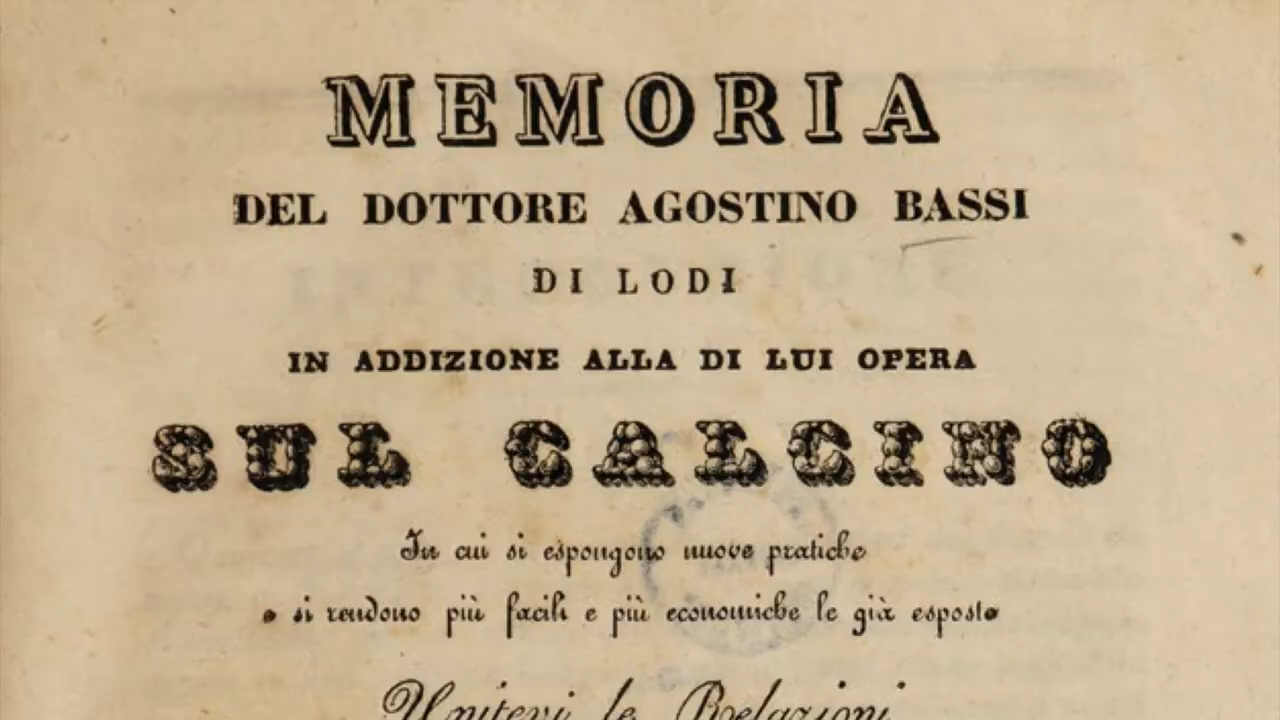 MEMORIA
DEL DOTTORE AGOSTINO BASSI
DI LODI
IN ADDIZIONE ALLA DI LUI OPERA
SUL CALCINO
In cui si espongono nuove pratiche
e si rendono più facili e più economiche le già esposte
Unitevi le Relazioni